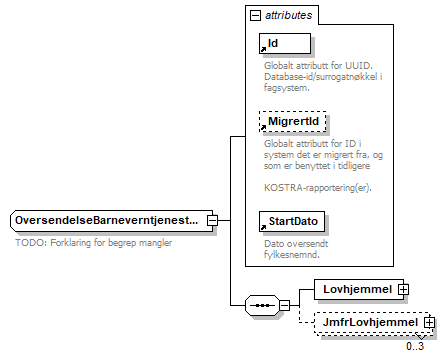 attributes
Id
Globalt attributt for UUID.
Database-id/surrogatnøkkel i
fagsystem.
MigrertId
Globalt attributt for ID i
system det er migrert fra, og
som er benyttet i tidligere
KOSTRA-rapportering(er).
StartDato
Dato oversendt
fylkesnemnd.
OversendelseBarneverntjenest...
TODO: Forklaring for begrep mangler
Lovhjemmel
JmfrLovhjemmel
0..3